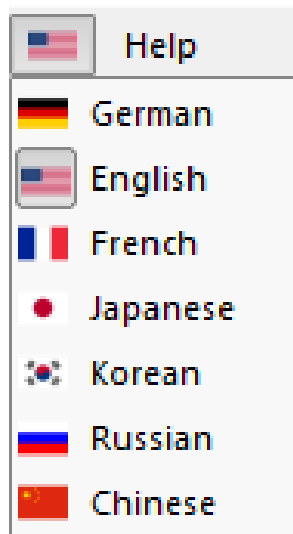 Help
German
English
French
Japanese
Korean
Russian
Chinese